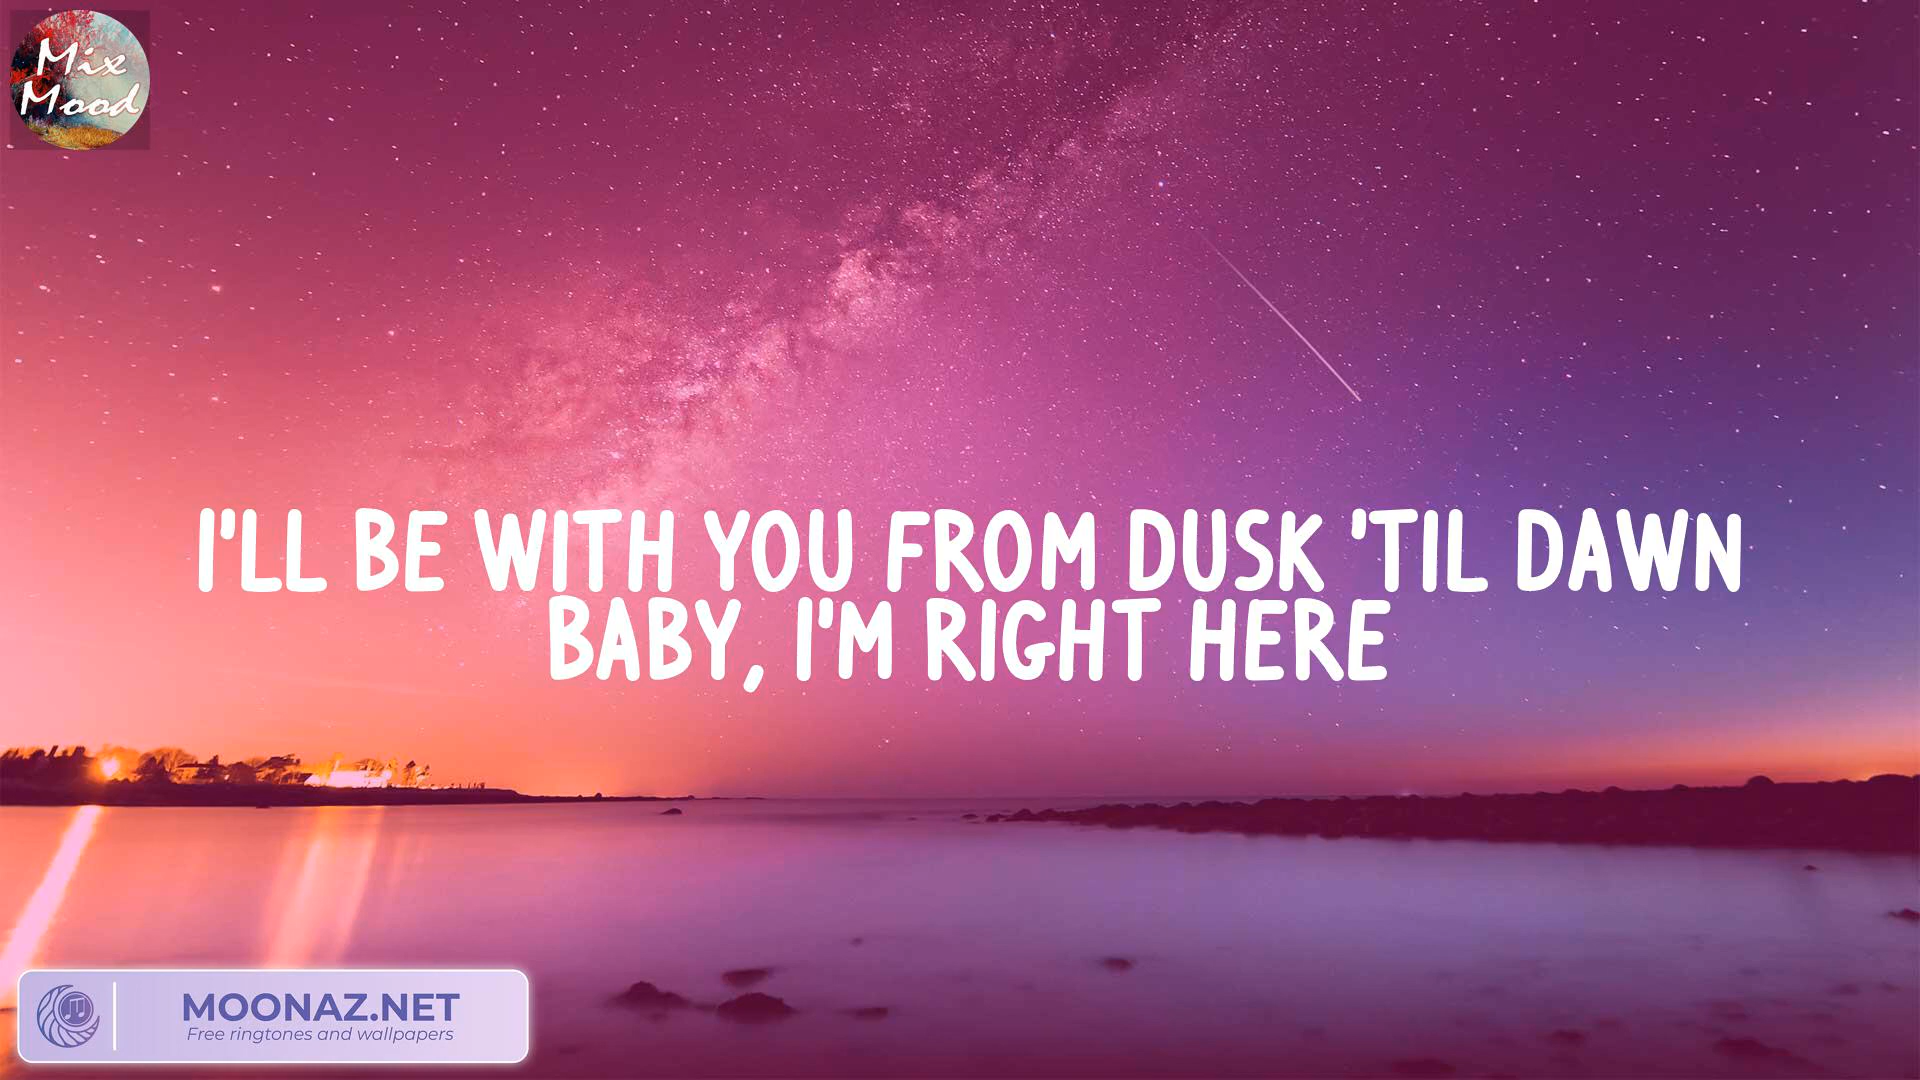 Mix
Mood
I'LL BE WITH YOU FROM DUSK 'TIL DAWN
BABY, I'M RIGHT HERE
MOONAZ.NET
Free ringtones and wallpapers